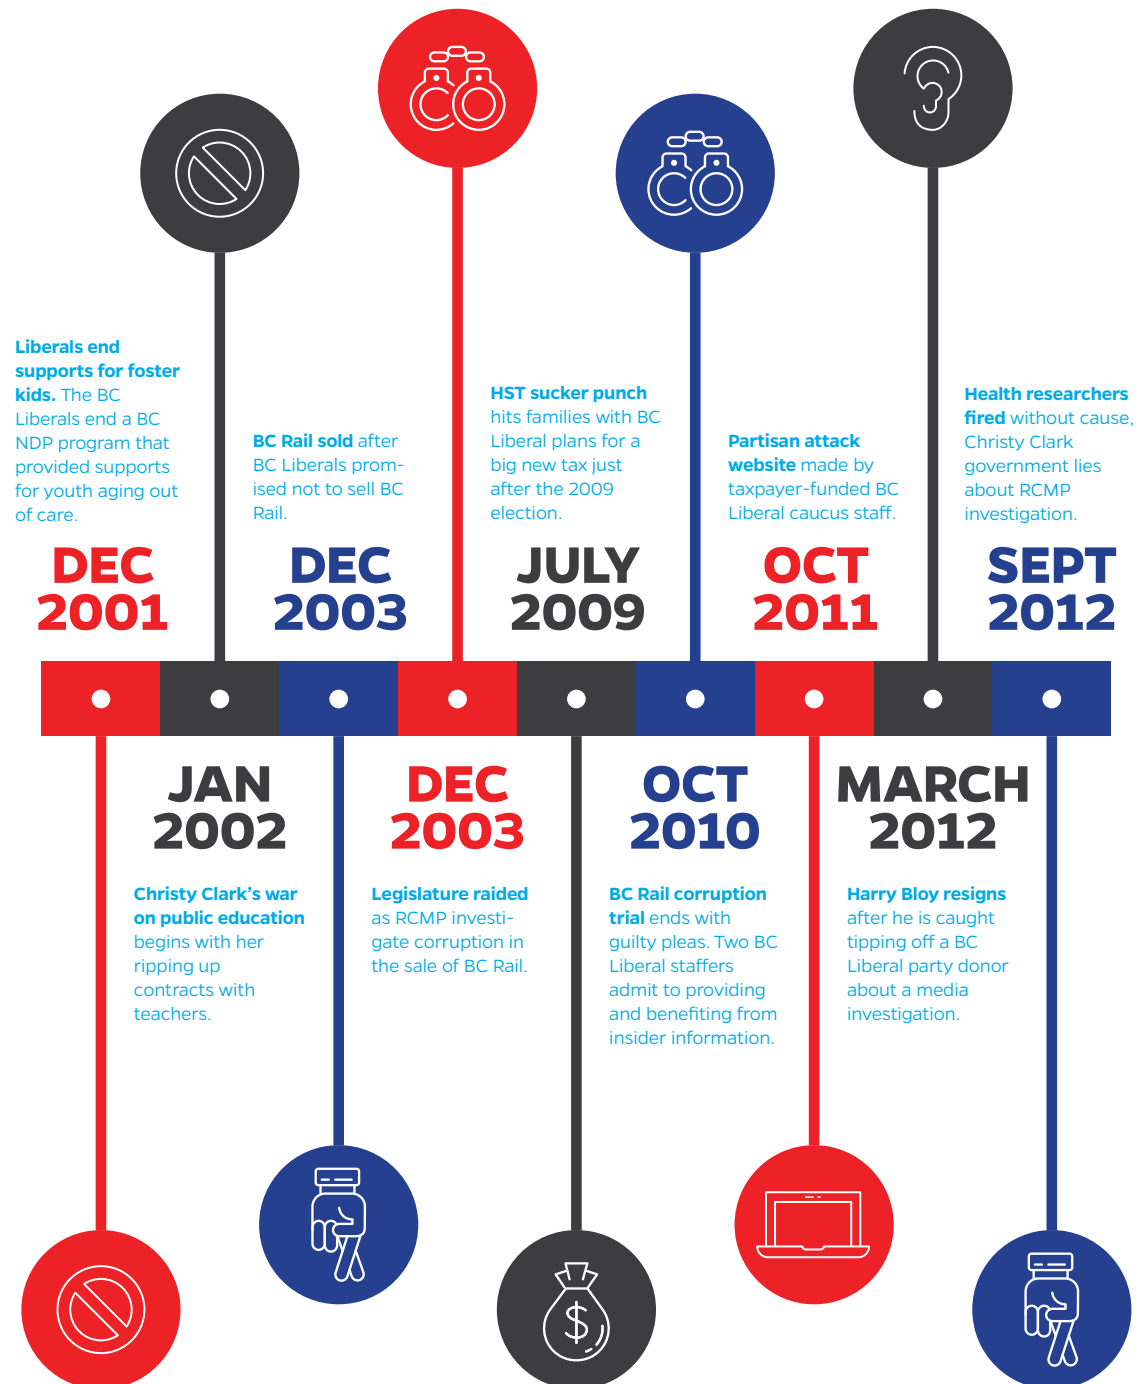 Liberals end
supports for foster
kids. The BC
Liberals end a BC
NDP program that
provided supports
for youth aging out
of care.
DEC
2001
JAN
2002
Christy Clark’s war
on public education
begins with her
ripping up
contracts with
teachers.
BC Rail sold after
BC Liberals prom-
ised not to sell BC
Rail.
DEC
2003
DEC
2003
Legislature raided
as RCMP investi-
gate corruption in
the sale of BC Rail.
HST sucker punch
hits families with BC
Liberal plans for a
big new tax just
after the 2009
election.
JULY
2009
OCT
2010
BC Rail corruption
trial ends with
guilty pleas. Two BC
Liberal staffers
admit to providing
and benefiting from
insider information.
Partisan attack
website made by
taxpayer-funded BC
Liberal caucus staff.
OCT
2011
MARCH
2012
Harry Bloy resigns
after he is caught
tipping off a BC
Liberal party donor
about a media
investigation.
Health researchers
fired without cause,
Christy Clark
government lies
about RCMP
investigation.
SEPT
2012
$